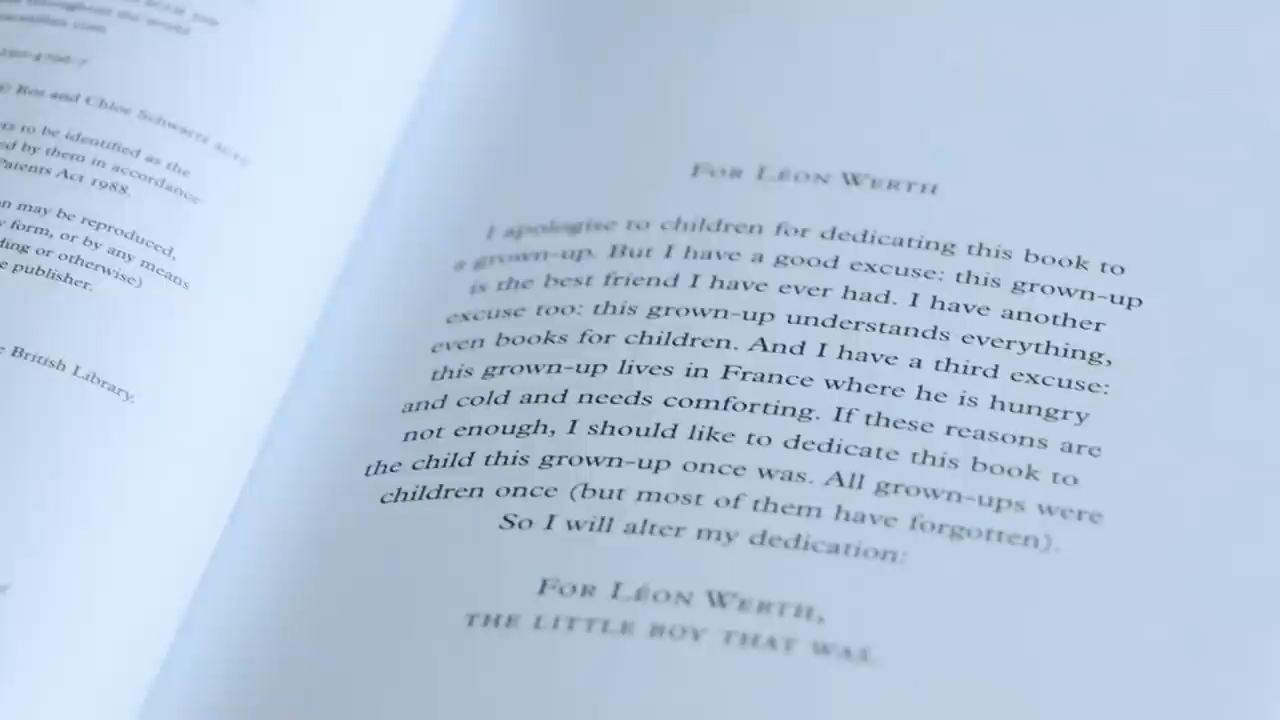 throughout the world
© Ros and Chloe Schwartz
ts to be identified as the
ed by them in accordance
Patents Act 1988.
n may be reproduced,
form, or by any means
ding or otherwise)
e publisher.
e British Library.
FOR LÉON WERTH
I apologise to children for dedicating this book to
a grown-up. But I have a good excuse: this grown-up
is the best friend I have ever had. I have another
excuse too: this grown-up understands everything,
even books for children. And I have a third excuse:
this grown-up lives in France where he is hungry
and cold and needs comforting. If these reasons are
not enough, I should like to dedicate this book to
the child this grown-up once was. All grown-ups were
children once (but most of them have forgotten).
So I will alter my dedication:
FOR LÉON WERTH,
THE LITTLE BOY THAT WAS.